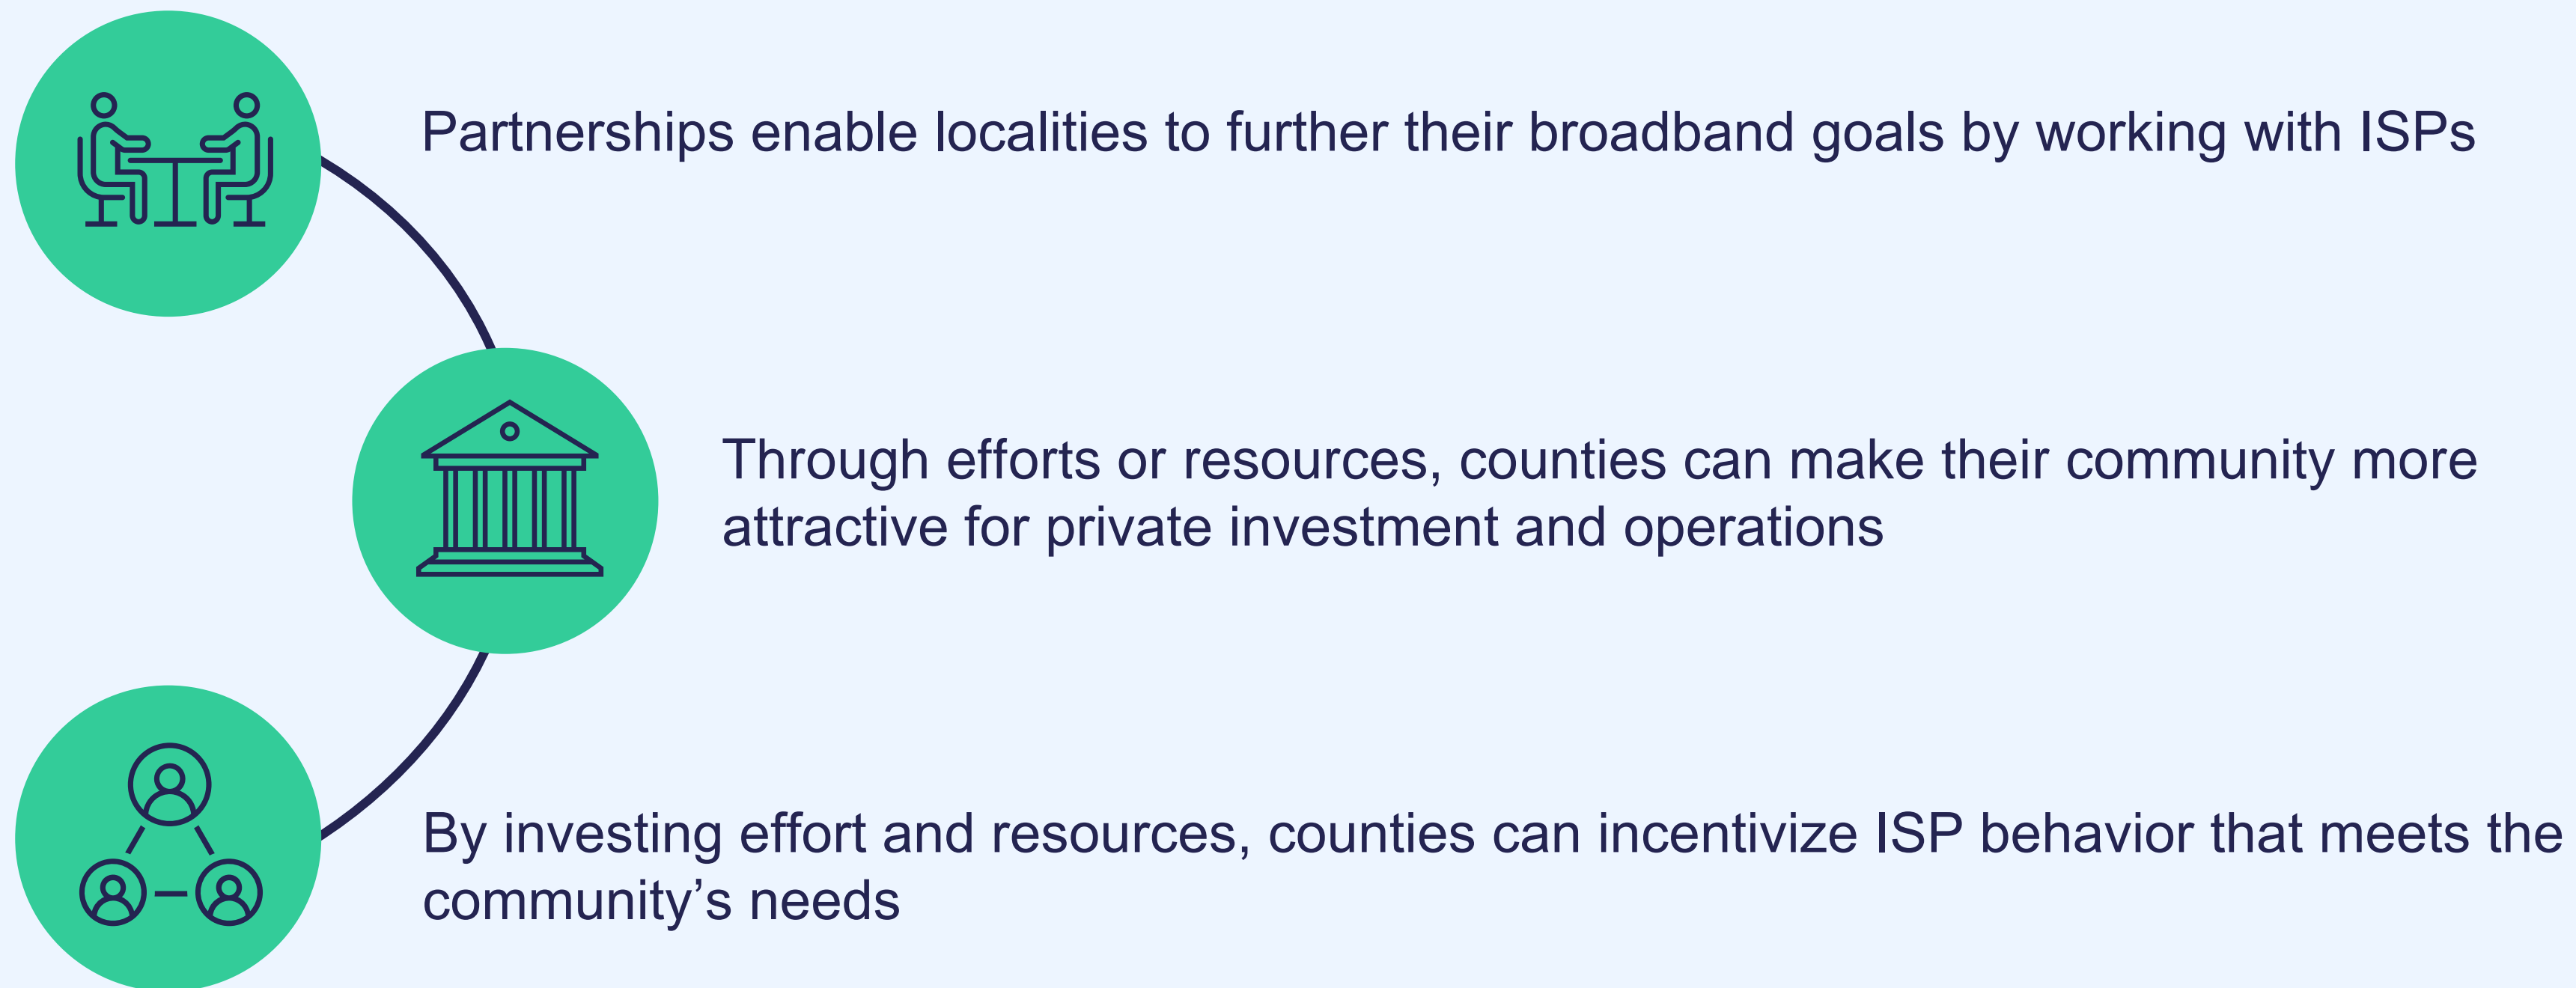 Partnerships enable localities to further their broadband goals by working with ISPs
Through efforts or resources, counties can make their community more
attractive for private investment and operations
By investing effort and resources, counties can incentivize ISP behavior that meets the
community’s needs